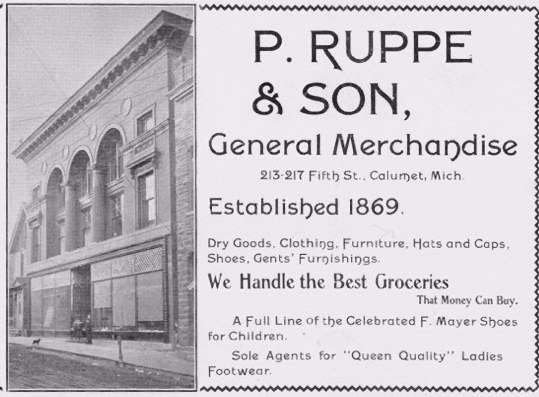 P. RUPPE
& SON,
General Merchandise
213-217 Fifth St., Calumet, Mich.
Established 1869.
Dry Goods, Clothing, Furniture, Hats and Caps,
Shoes, Gents' Furnishings.
We Handle the Best Groceries
That Money Can Buy.
A Full Line of the Celebrated F. Mayer Shoes
for Children.
Sole Agents for "Queen Quality" Ladies
Footwear.